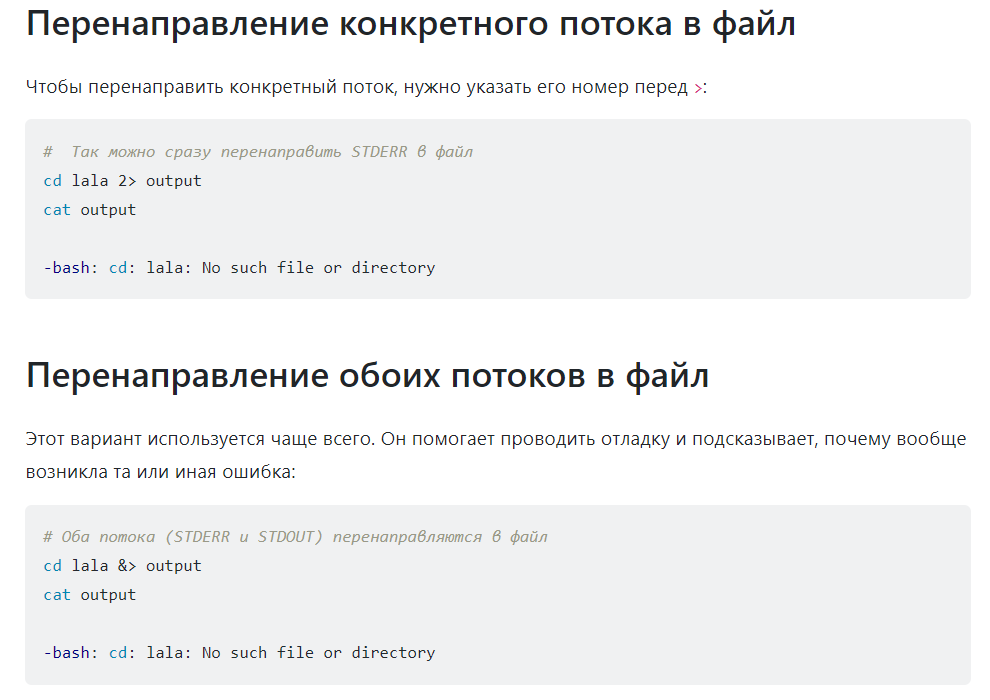 Перенаправление конкретного потока в файл
Чтобы перенаправить конкретный поток, нужно указать его номер перед >:
#  Так можно сразу перенаправить STDERR в файл
cd lala 2> output
cat output
-bash: cd: lala: No such file or directory
Перенаправление обоих потоков в файл
Этот вариант используется чаще всего. Он помогает проводить отладку и подсказывает, почему вообще
возникла та или иная ошибка:
# Оба потока (STDERR и STDOUT) перенаправляются в файл
cd lala &> output
cat output
-bash: cd: lala: No such file or directory